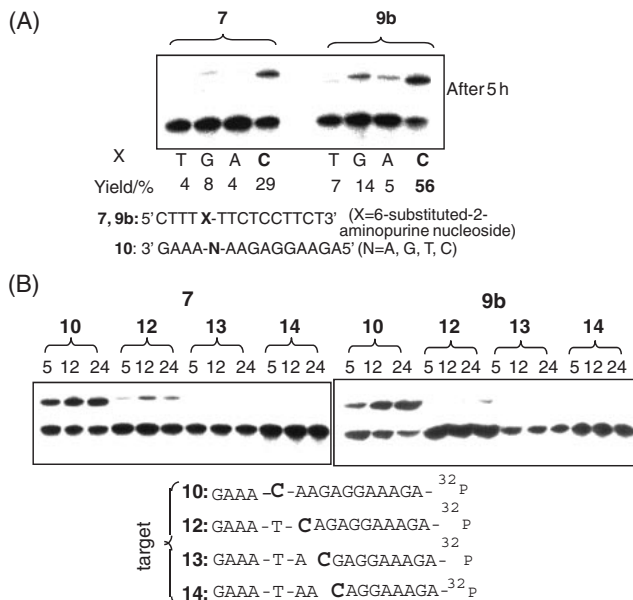 (A)
7 9b
After 5 h
X T G A C T G A C
Yield/% 4 8 4 29 7 14 5 56
7, 9b: 5'CTTT X-TTCTCCTTCT3' (X=6-substituted-2-
aminopurine nucleoside)
10: 3' GAAA-N-AAGAGGAAGA5' (N=A, G, T, C)
(B)
7 9b
10 12 13 14 10 12 13 14
5 12 24 5 12 24 5 12 24 5 12 24 5 12 24 5 12 24 5 12 24 5 12 24
target
10: GAAA-C-AAGAGGAAAGA-32P
12: GAAA-T-CAGAGGAAAGA-32P
13: GAAA-T-A CGAGGAAAGA-32P
14: GAAA-T-AA CAGGAAAGA-32P